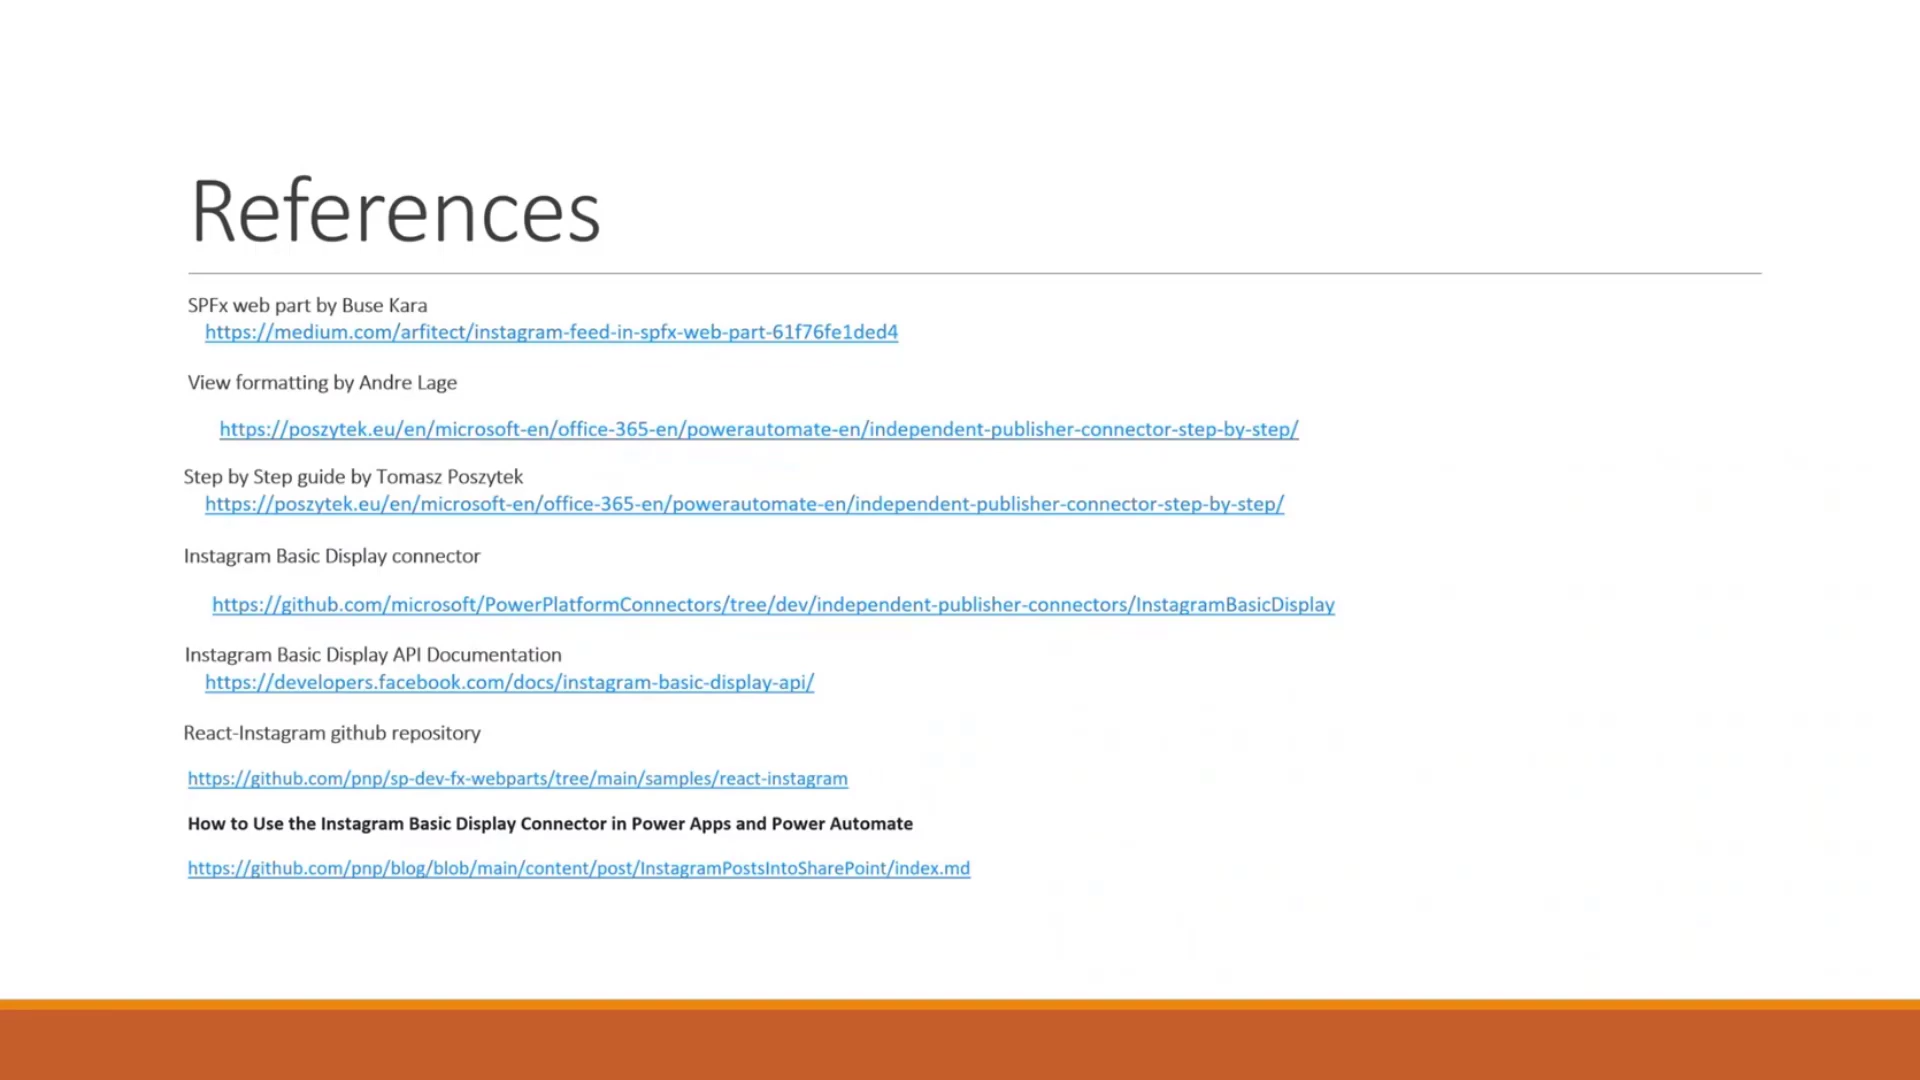 References
SPFx web part by Buse Kara
https://medium.com/arfitect/instagram-feed-in-spfx-web-part-61f76fe1ded4
View formatting by Andre Lage
https://poszytek.eu/en/microsoft-en/office-365-en/powerautomate-en/independent-publisher-connector-step-by-step/
Step by Step guide by Tomasz Poszytek
https://poszytek.eu/en/microsoft-en/office-365-en/powerautomate-en/independent-publisher-connector-step-by-step/
Instagram Basic Display connector
https://github.com/microsoft/PowerPlatformConnectors/tree/dev/independent-publisher-connectors/InstagramBasicDisplay
Instagram Basic Display API Documentation
https://developers.facebook.com/docs/instagram-basic-display-api/
React-Instagram github repository
https://github.com/pnp/sp-dev-fx-webparts/tree/main/samples/react-instagram
How to Use the Instagram Basic Display Connector in Power Apps and Power Automate
https://github.com/pnp/blog/blob/main/content/post/InstagramPostsIntoSharePoint/index.md